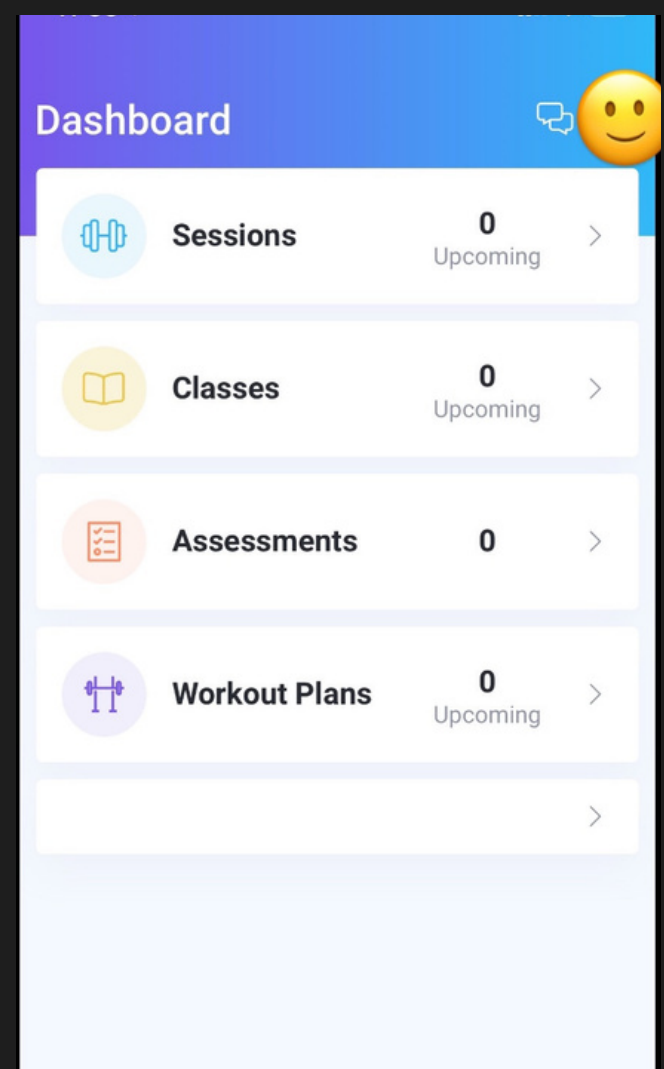 Dashboard
Sessions
0
Upcoming
Classes
0
Upcoming
Assessments
0
Workout Plans
0
Upcoming